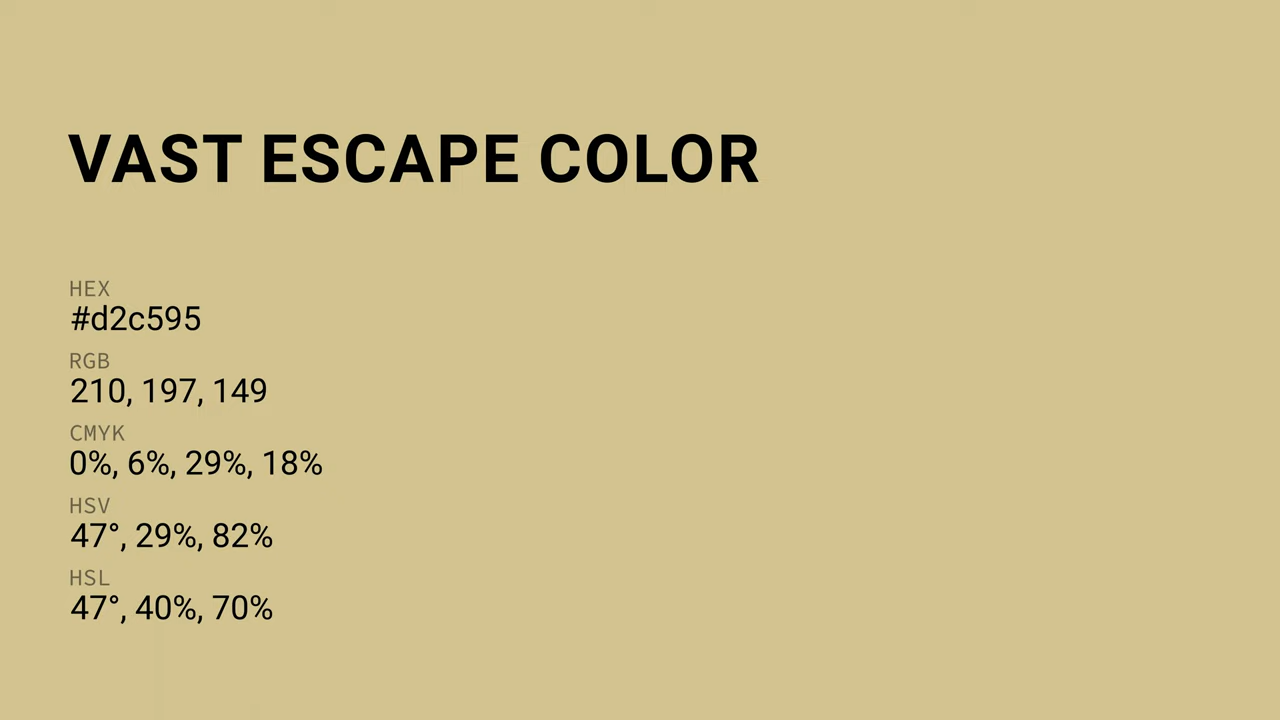 VAST ESCAPE COLOR
HEX
#d2c595
RGB
210, 197, 149
CMYK
0%, 6%, 29%, 18%
HSV
47°, 29%, 82%
HSL
47°, 40%, 70%